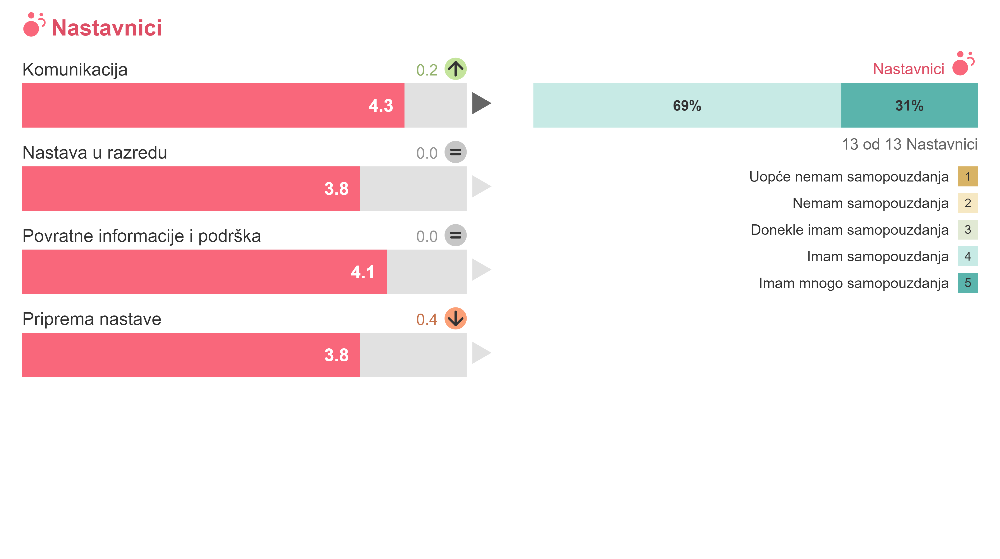 Nastavnici
Komunikacija
0.2
4.3
Nastava u razredu
0.0
3.8
Povratne informacije i podrška
0.0
4.1
Priprema nastave
0.4
3.8
Nastavnici
69%
31%
13 od 13 Nastavnici
Uopće nemam samopouzdanja 1
Nemam samopouzdanja 2
Donekle imam samopouzdanja 3
Imam samopouzdanja 4
Imam mnogo samopouzdanja 5